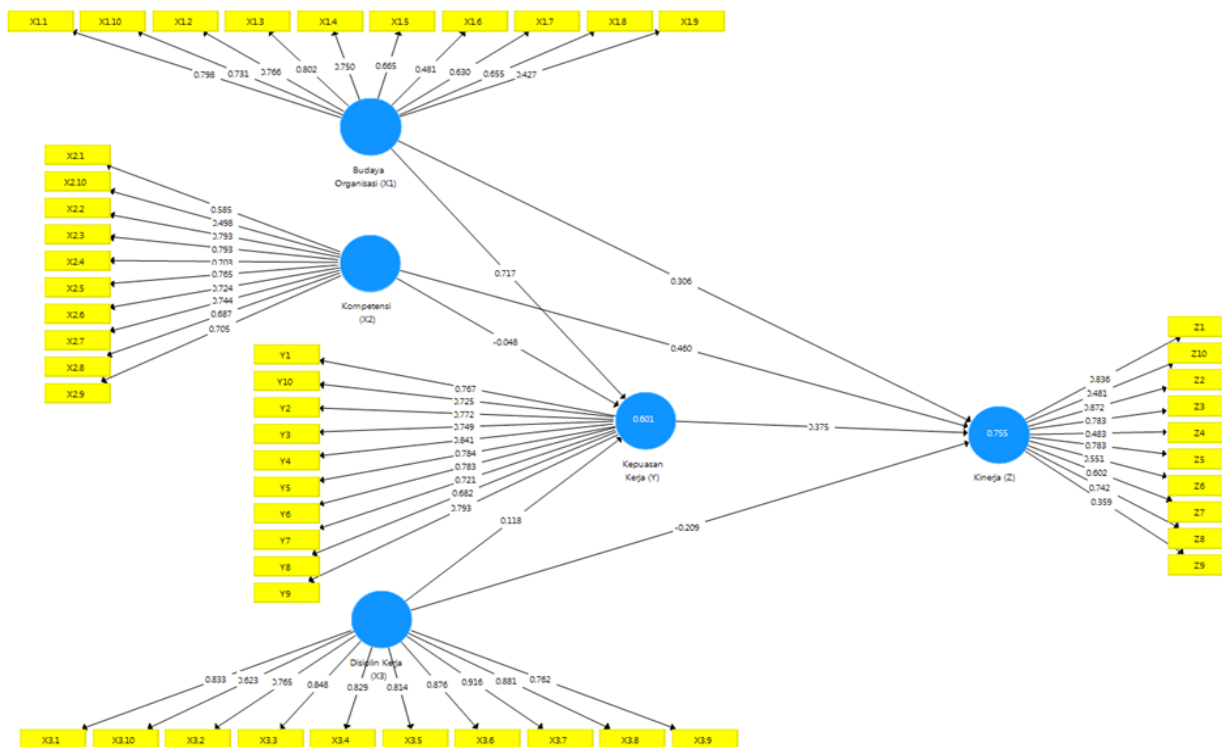 X1.1 X1.10 X1.2 X1.3 X1.4 X1.5 X1.6 X1.7 X1.8 X1.9
0.798 0.731 0.766 0.802 0.750 0.665 0.481 0.630 0.655 0.427
Budaya
Organisasi (X1)
X2.1
X2.10
X2.2
X2.3
X2.4
X2.5
X2.6
X2.7
X2.8
X2.9
0.585
0.498
0.793
0.793
0.703
0.765
0.724
0.744
0.687
0.705
Kompetensi
(X2)
0.717
0.306
-0.048
0.460
Y1
Y10
Y2
Y3
Y4
Y5
Y6
Y7
Y8
Y9
0.767
0.725
0.772
0.749
0.841
0.784
0.783
0.721
0.682
0.793
0.601
Kepuasan
Kerja (Y)
0.375
0.118
-0.209
0.755
Kinerja (Z)
0.836
0.481
0.872
0.783
0.483
0.783
0.551
0.602
0.742
0.359
Z1
Z10
Z2
Z3
Z4
Z5
Z6
Z7
Z8
Z9
Disiplin Kerja
(X3)
0.833 0.623 0.765 0.848 0.829 0.814 0.876 0.916 0.881 0.762
X3.1 X3.10 X3.2 X3.3 X3.4 X3.5 X3.6 X3.7 X3.8 X3.9